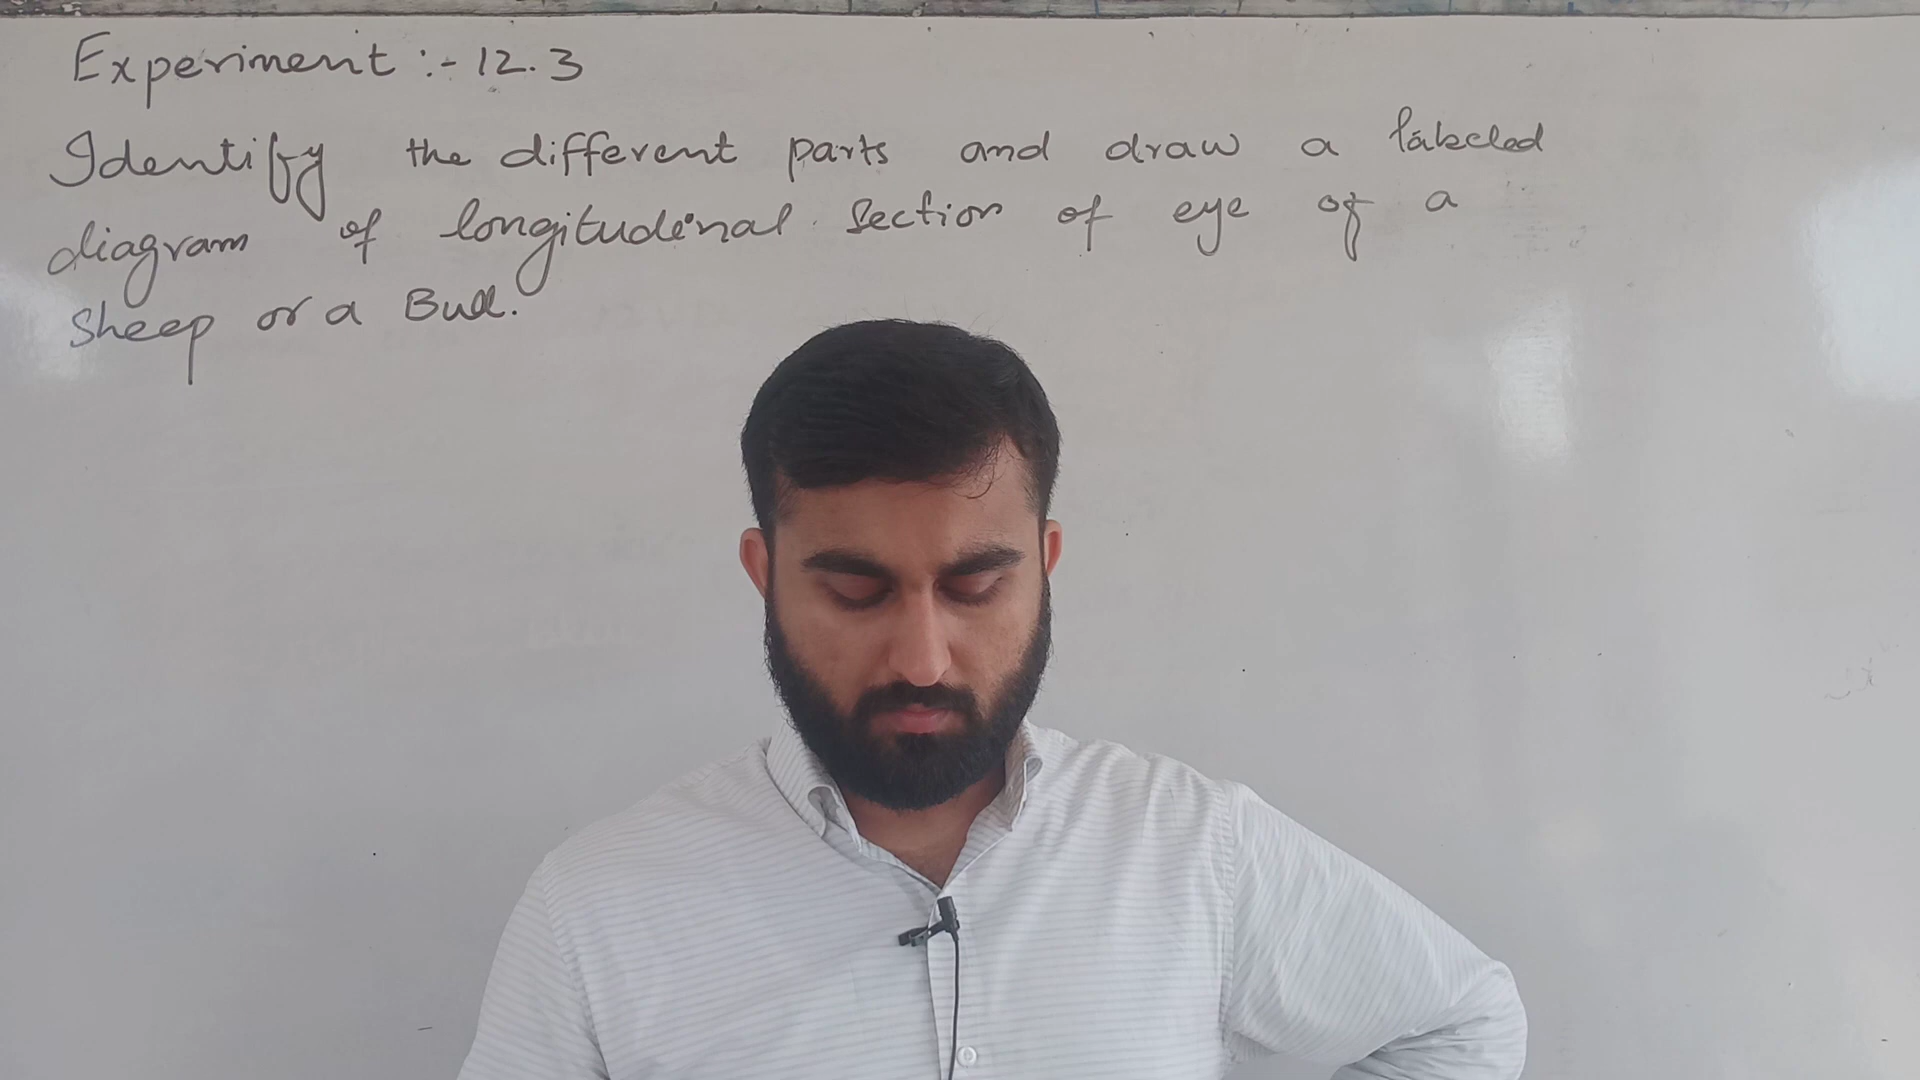 Experiment :- 12.3
Identify the different parts and draw a labeled
diagram of longitudinal section of eye of a
Sheep or a Bull.